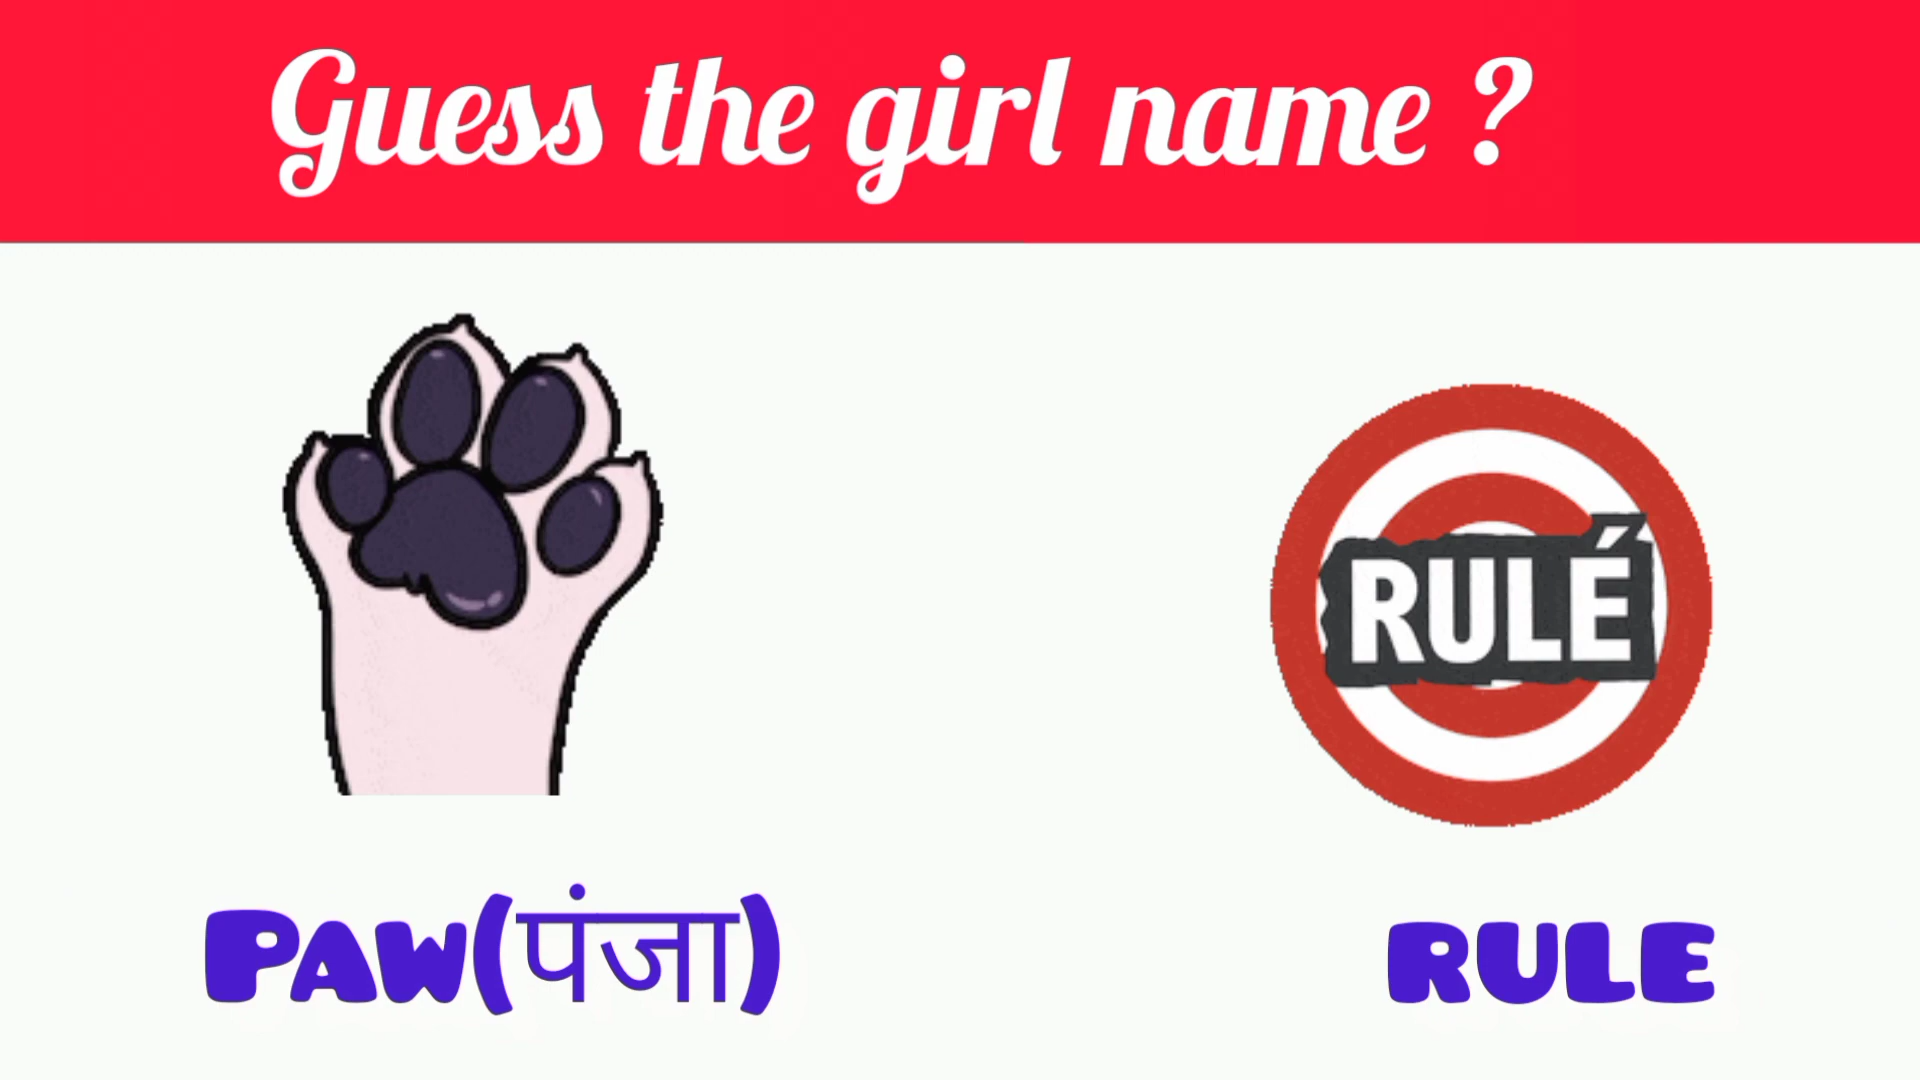 Guess the girl name ?
RULÉ
PAW(पंजा)
RULE